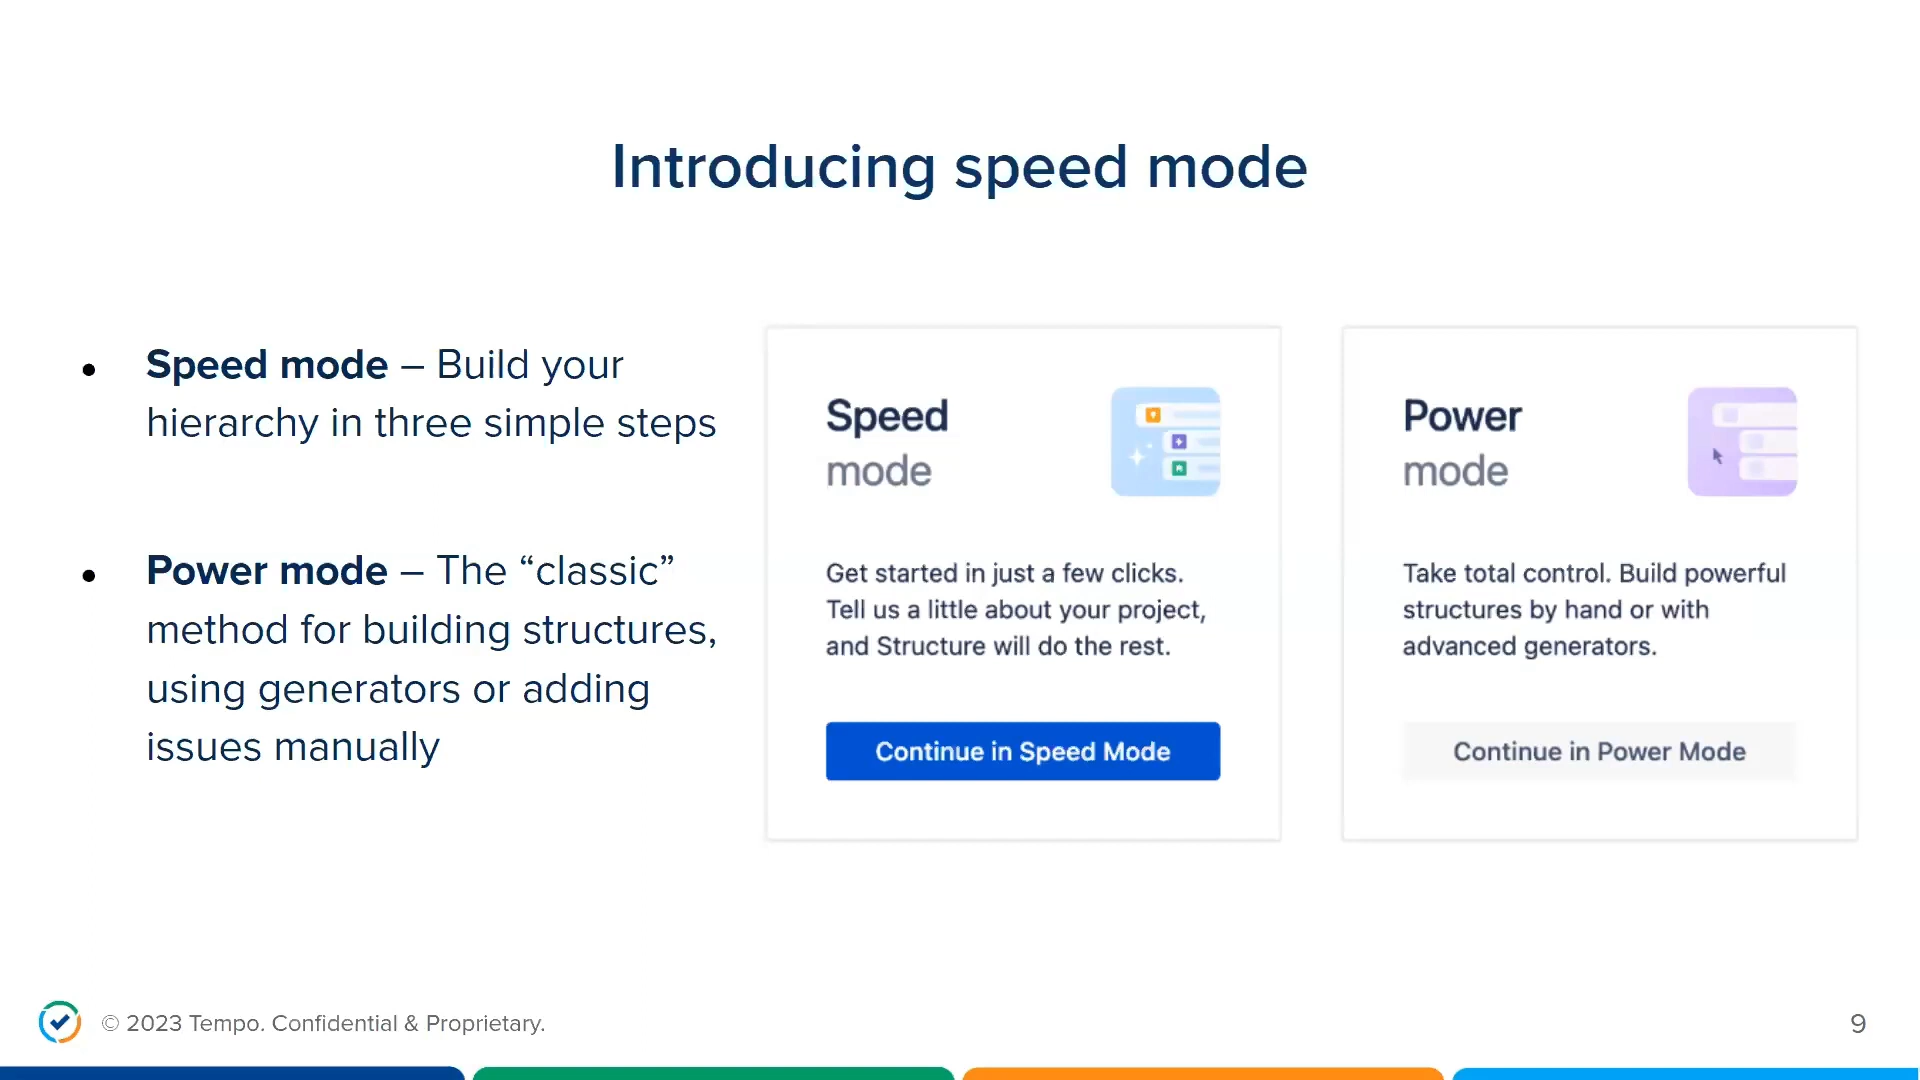 Introducing speed mode
• Speed mode – Build your
hierarchy in three simple steps
• Power mode – The “classic”
method for building structures,
using generators or adding
issues manually
Speed
mode
Get started in just a few clicks.
Tell us a little about your project,
and Structure will do the rest.
Continue in Speed Mode
Power
mode
Take total control. Build powerful
structures by hand or with
advanced generators.
Continue in Power Mode
© 2023 Tempo. Confidential & Proprietary.
9